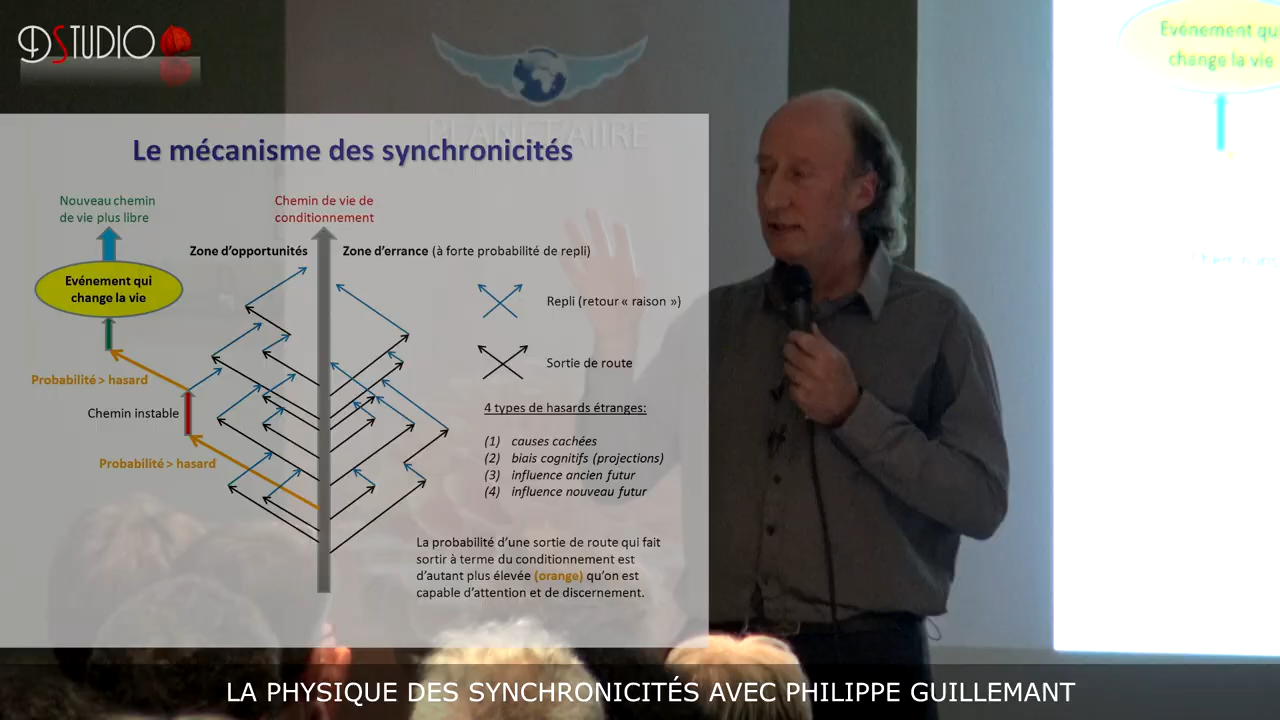 DSTUDIO
PLANETAIRE
Evénement qu
change la vie
Le mécanisme des synchronicités
Nouveau chemin
de vie plus libre
Chemin de vie de
conditionnement
Zone d'opportunités
Zone d'errance (à forte probabilité de repli)
Evénement qui
change la vie
Repli (retour « raison »)
Sortie de route
Probabilité > hasard
Chemin instable
Probabilité > hasard
4 types de hasards étranges:
(1) causes cachées
(2) biais cognitifs (projections)
(3) influence ancien futur
(4) influence nouveau futur
La probabilité d'une sortie de route qui fait
sortir à terme du conditionnement est
d'autant plus élevée (orange) qu'on est
capable d'attention et de discernement.
LA PHYSIQUE DES SYNCHRONICITÉS AVEC PHILIPPE GUILLEMANT